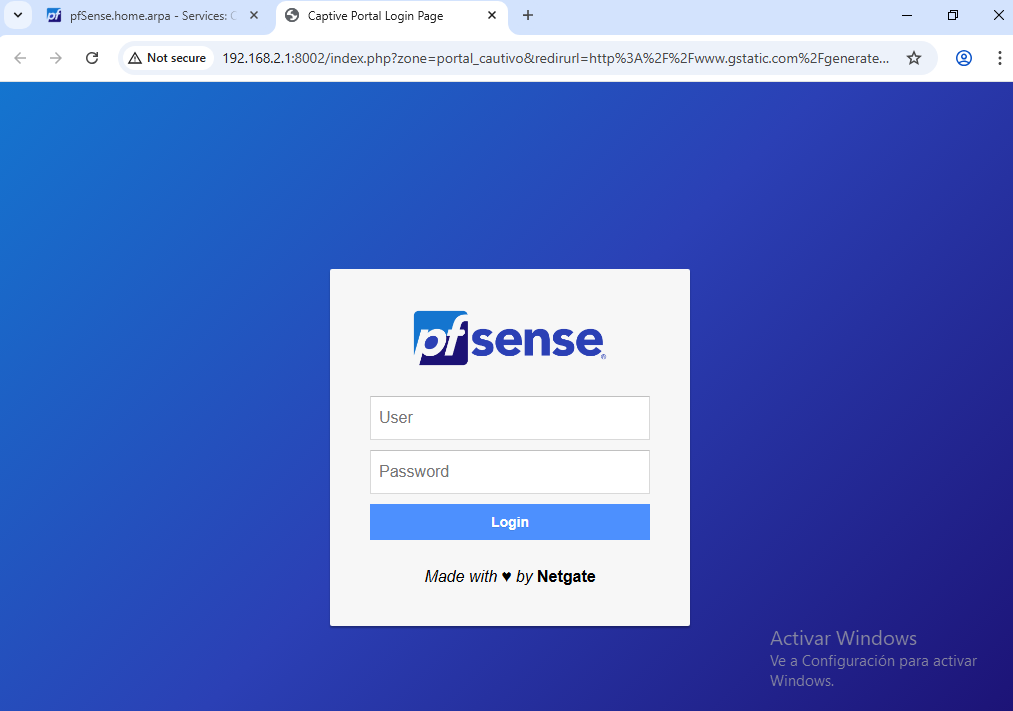 pf pfSense.home.arpa - Services: C
Captive Portal Login Page
Not secure
192.168.2.1:8002/index.php?zone=portal_cautivo&redirurl=http%3A%2F%2Fwww.gstatic.com%2Fgenerate...
pfsense®
User
Password
Login
Made with ♥ by Netgate
Activar Windows
Ve a Configuración para activar
Windows.